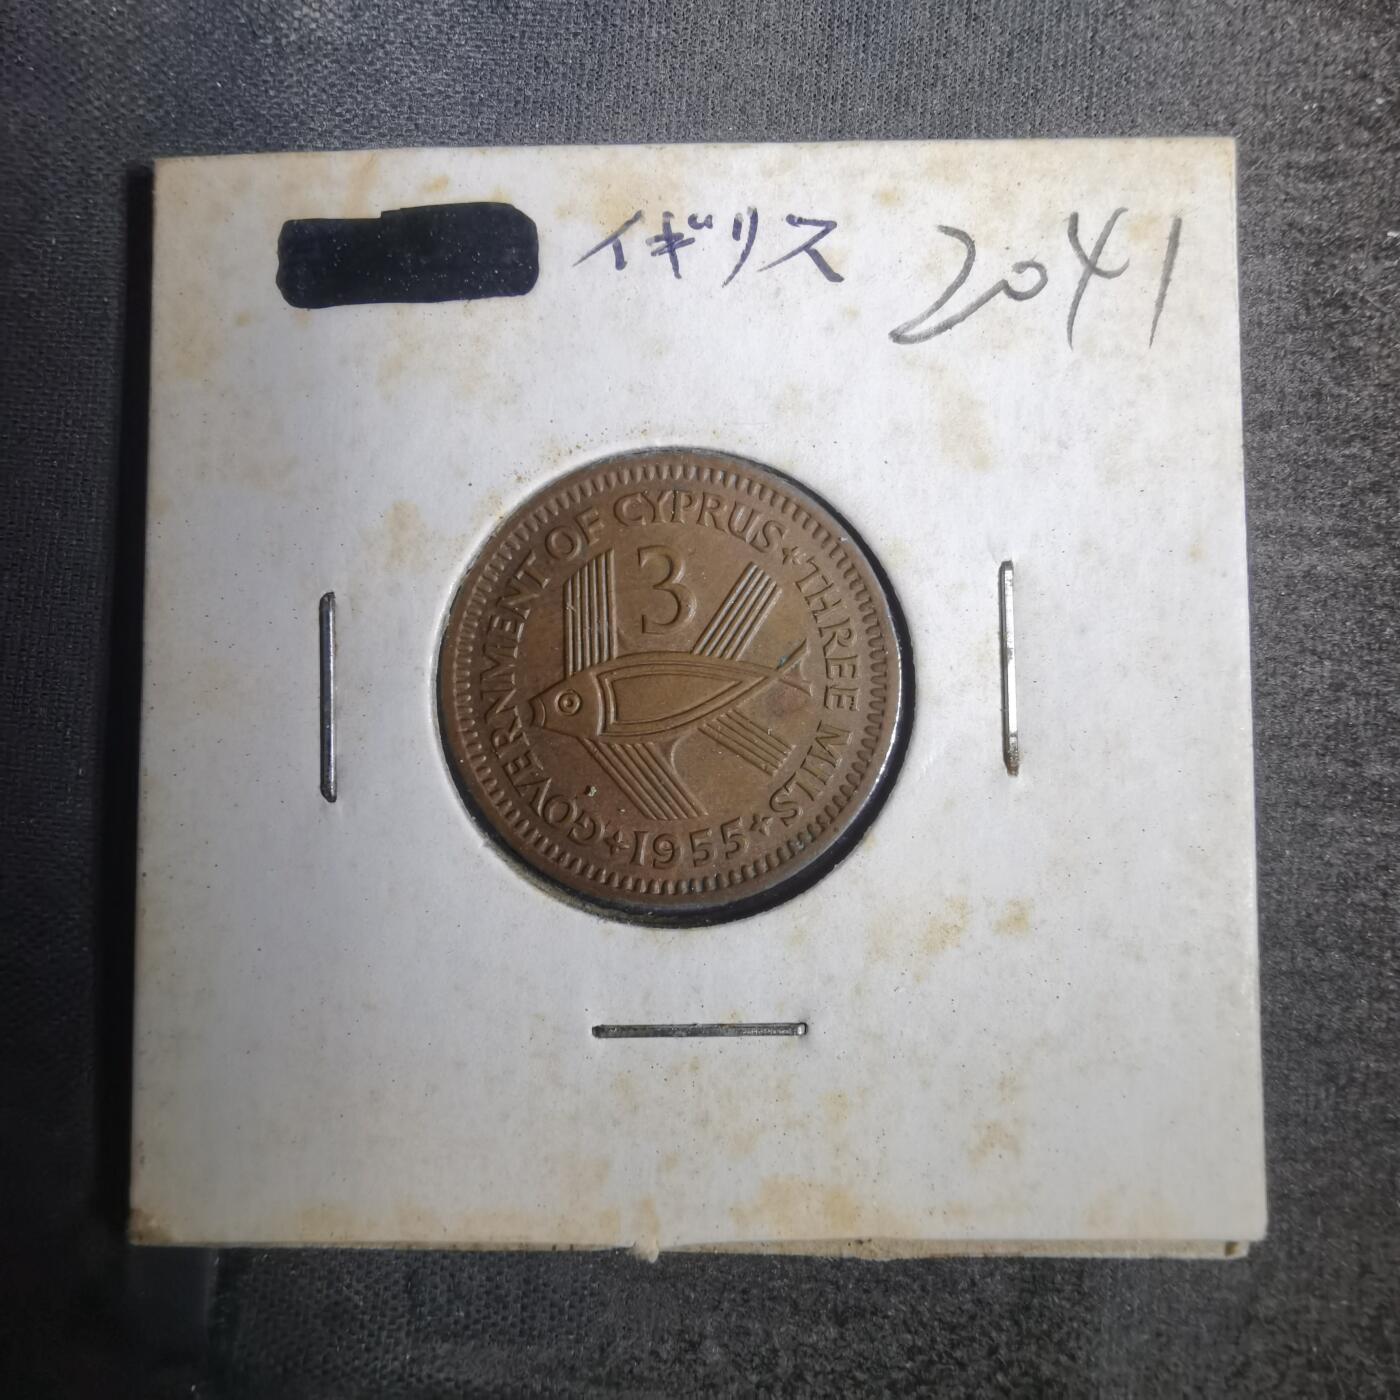 イギリス 2041
GOVERNMENT OF CYPRUS THREE MILS
3
1955